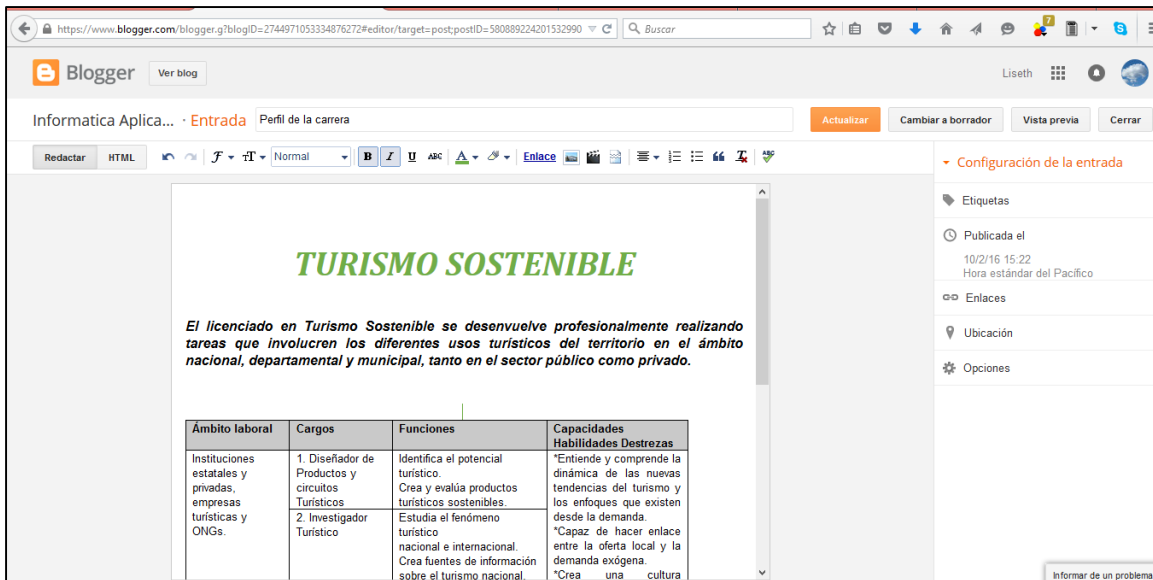 https://www.blogger.com/blogger.g?blogID=2744971053334876272#editor/target=post;postID=580889224201532990
Buscar
7
Blogger
Ver blog
Liseth
Informatica Aplica... · Entrada
Perfil de la carrera
Actualizar
Cambiar a borrador
Vista previa
Cerrar
Redactar
HTML
Normal
B
I
U
ABC
A
Enlace
ABC
Configuración de la entrada
Etiquetas
Publicada el
10/2/16 15:22
Hora estándar del Pacífico
Enlaces
Ubicación
Opciones
TURISMO SOSTENIBLE
El licenciado en Turismo Sostenible se desenvuelve profesionalmente realizando
tareas que involucren los diferentes usos turísticos del territorio en el ámbito
nacional, departamental y municipal, tanto en el sector público como privado.
Ámbito laboral
Cargos
Funciones
Capacidades
Habilidades Destrezas
Instituciones
estatales y
privadas,
empresas
turísticas y
ONGs.
1. Diseñador de
Productos y
circuitos
Turísticos
Identifica el potencial
turístico.
Crea y evalúa productos
turísticos sostenibles.
2. Investigador
Turístico
Estudia el fenómeno
turístico
nacional e internacional.
Crea fuentes de información
sobre el turismo nacional.
*Entiende y comprende la
dinámica de las nuevas
tendencias del turismo y
los enfoques que existen
desde la demanda.
*Capaz de hacer enlace
entre la oferta local y la
demanda exógena.
*Crea una cultura
Informar de un problema